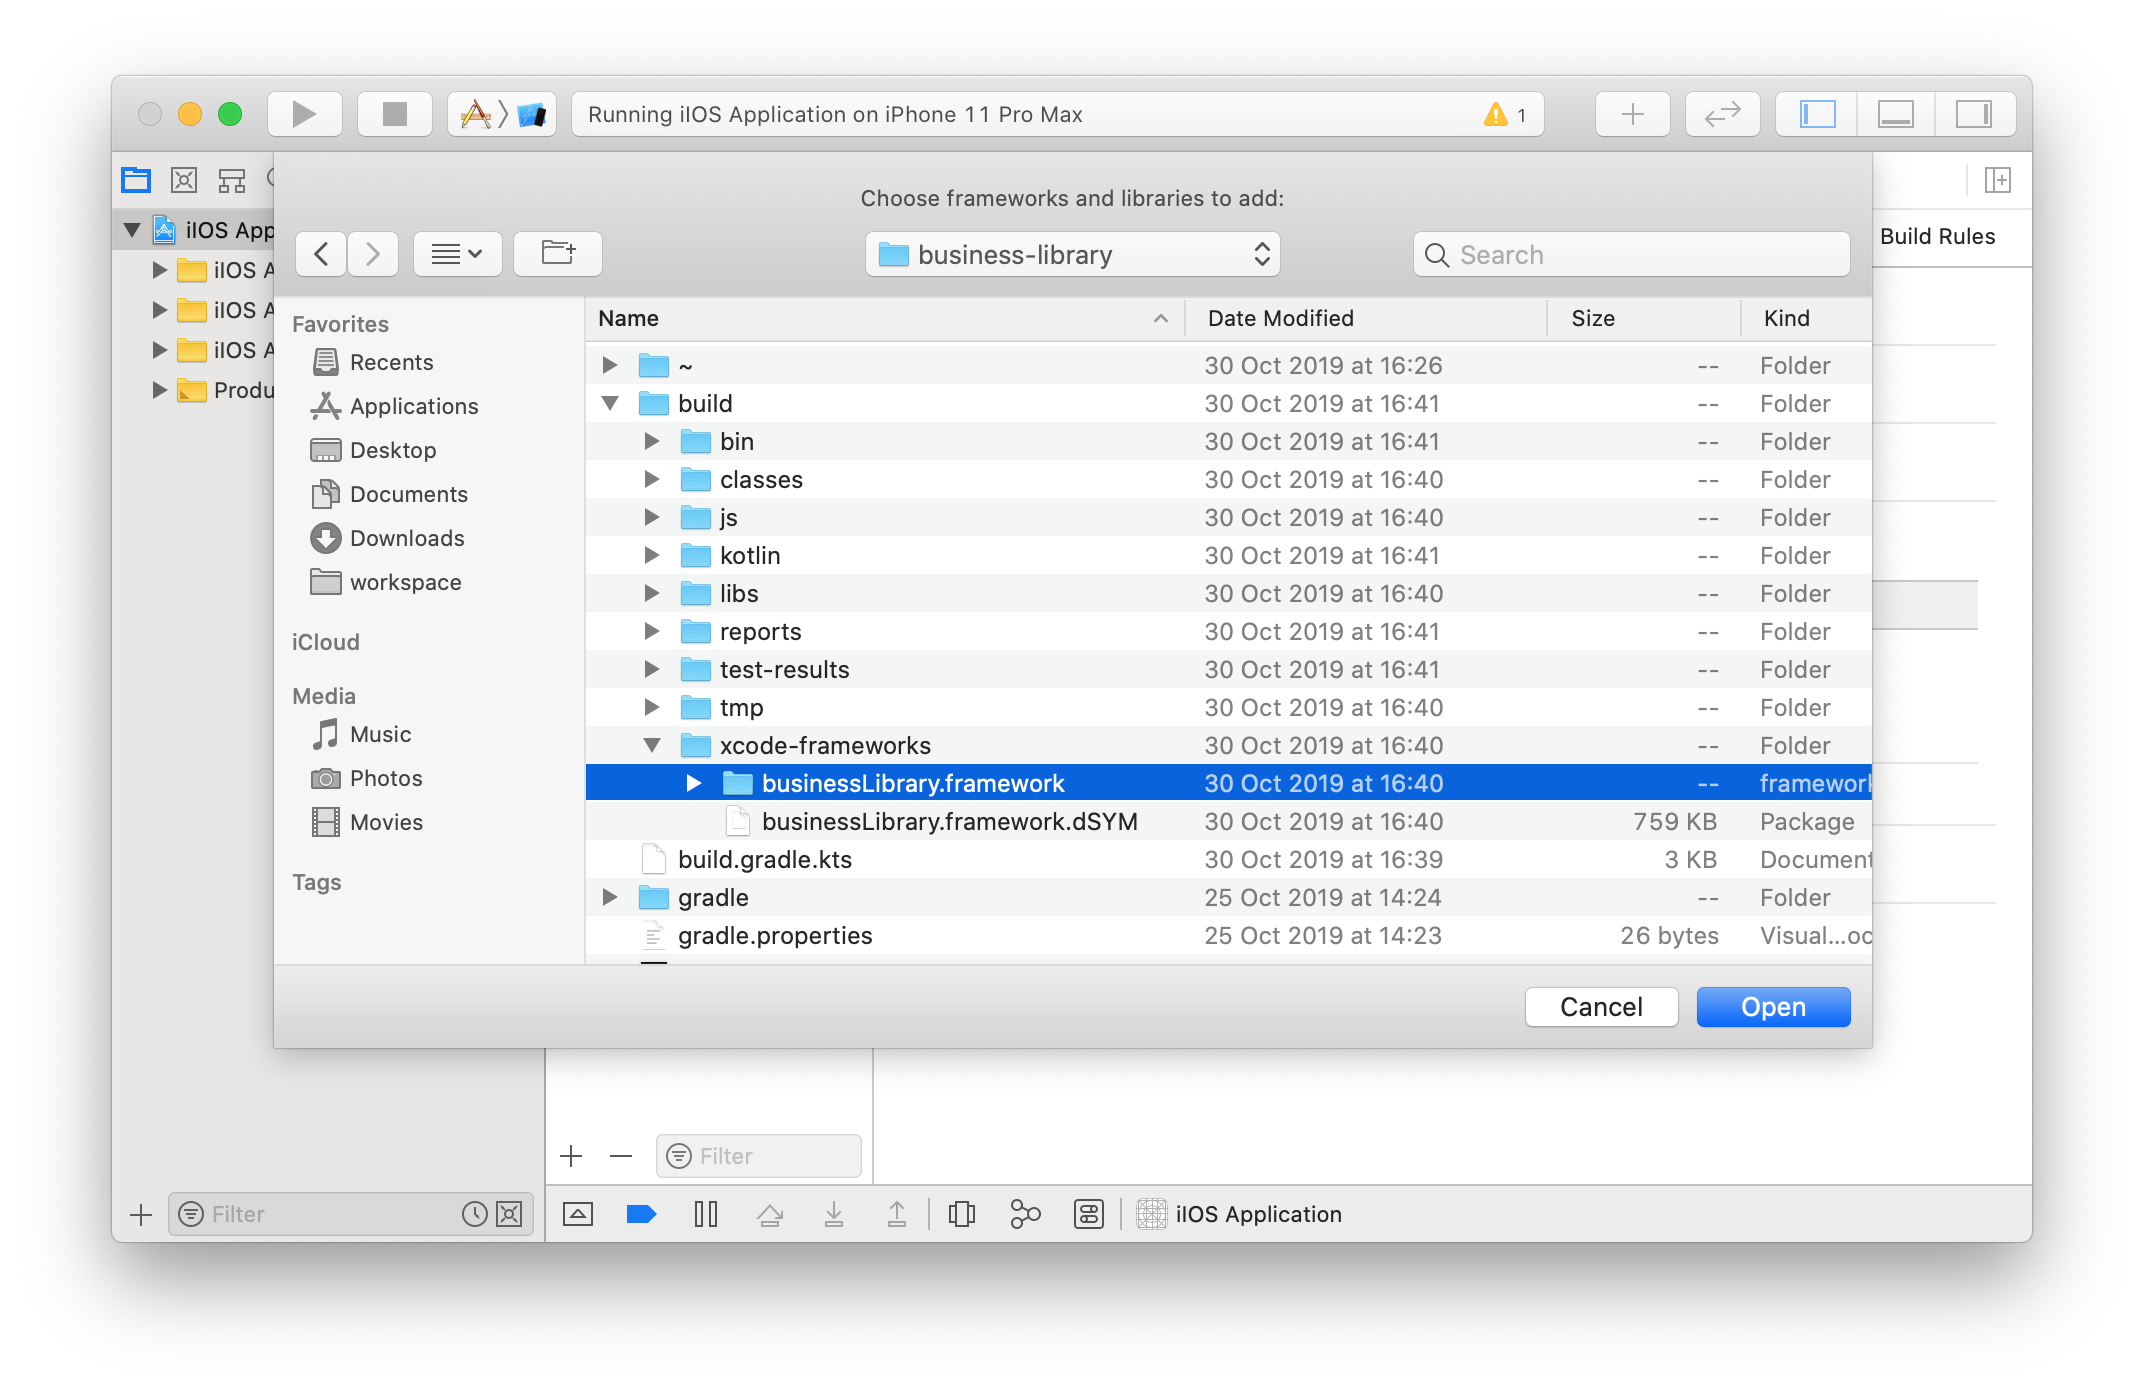 Running iIOS Application on iPhone 11 Pro Max
1
Choose frameworks and libraries to add:
business-library
Search
Build Rules
iIOS App
iIOS A
iIOS A
iIOS A
Produ
Favorites
Recents
Applications
Desktop
Documents
Downloads
workspace
iCloud
Media
Music
Photos
Movies
Tags
Name Date Modified Size Kind
~ 30 Oct 2019 at 16:26 -- Folder
build 30 Oct 2019 at 16:41 -- Folder
bin 30 Oct 2019 at 16:41 -- Folder
classes 30 Oct 2019 at 16:40 -- Folder
js 30 Oct 2019 at 16:40 -- Folder
kotlin 30 Oct 2019 at 16:41 -- Folder
libs 30 Oct 2019 at 16:40 -- Folder
reports 30 Oct 2019 at 16:41 -- Folder
test-results 30 Oct 2019 at 16:41 -- Folder
tmp 30 Oct 2019 at 16:40 -- Folder
xcode-frameworks 30 Oct 2019 at 16:40 -- Folder
businessLibrary.framework 30 Oct 2019 at 16:40 -- framework
businessLibrary.framework.dSYM 30 Oct 2019 at 16:40 759 KB Package
build.gradle.kts 30 Oct 2019 at 16:39 3 KB Document
gradle 25 Oct 2019 at 14:24 -- Folder
gradle.properties 25 Oct 2019 at 14:23 26 bytes Visual...oc
Cancel
Open
Filter
Filter
iIOS Application